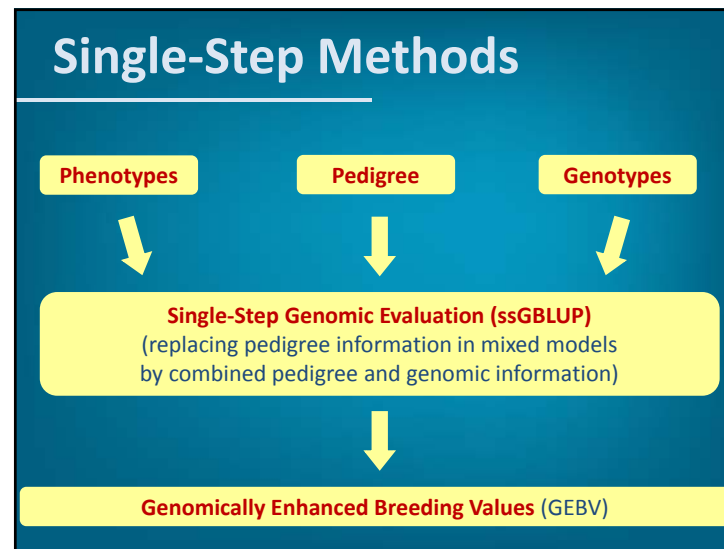 Single-Step Methods
Phenotypes
Pedigree
Genotypes
Single-Step Genomic Evaluation (ssGBLUP)
(replacing pedigree information in mixed models
by combined pedigree and genomic information)
Genomically Enhanced Breeding Values (GEBV)